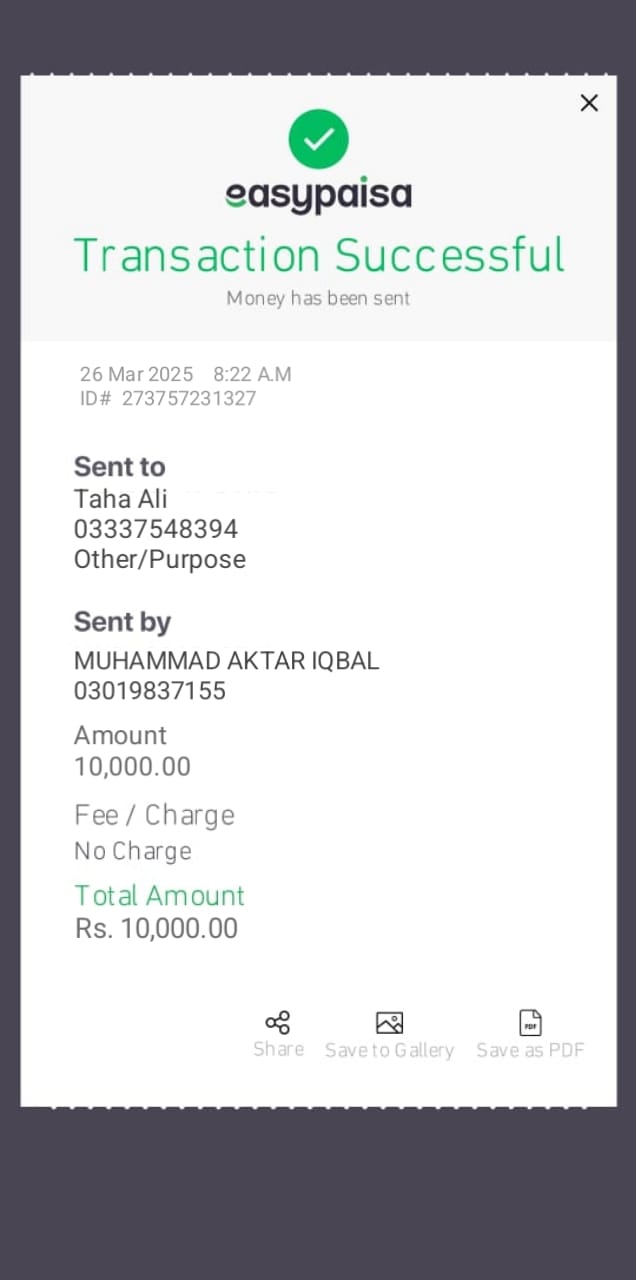 easypaisa
Transaction Successful
Money has been sent
26 Mar 2025 8:22 A.M
ID# 273757231327
Sent to
Taha Ali
03337548394
Other/Purpose
Sent by
MUHAMMAD AKTAR IQBAL
03019837155
Amount
10,000.00
Fee / Charge
No Charge
Total Amount
Rs. 10,000.00
Share Save to Gallery Save as PDF